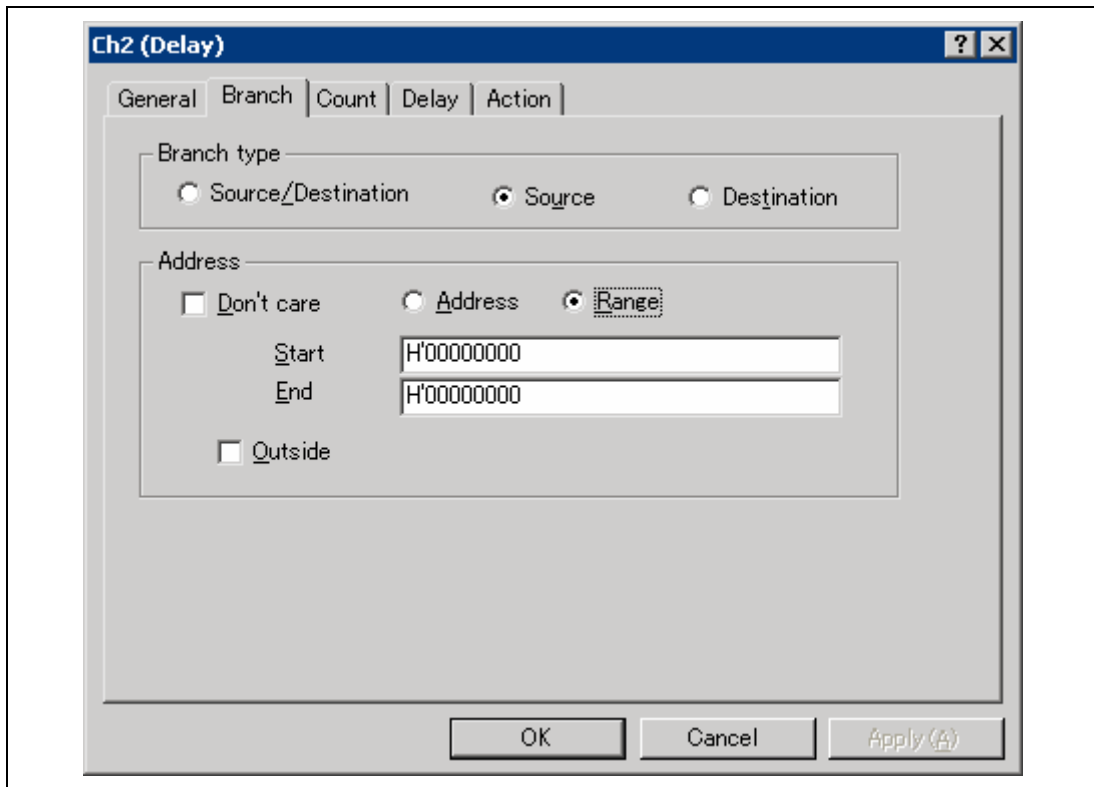 Ch2 (Delay)
General Branch Count Delay Action
Branch type
Source/Destination Source Destination
Address
Don't care Address Range
Start H'00000000
End H'00000000
Outside
OK Cancel Apply (A)